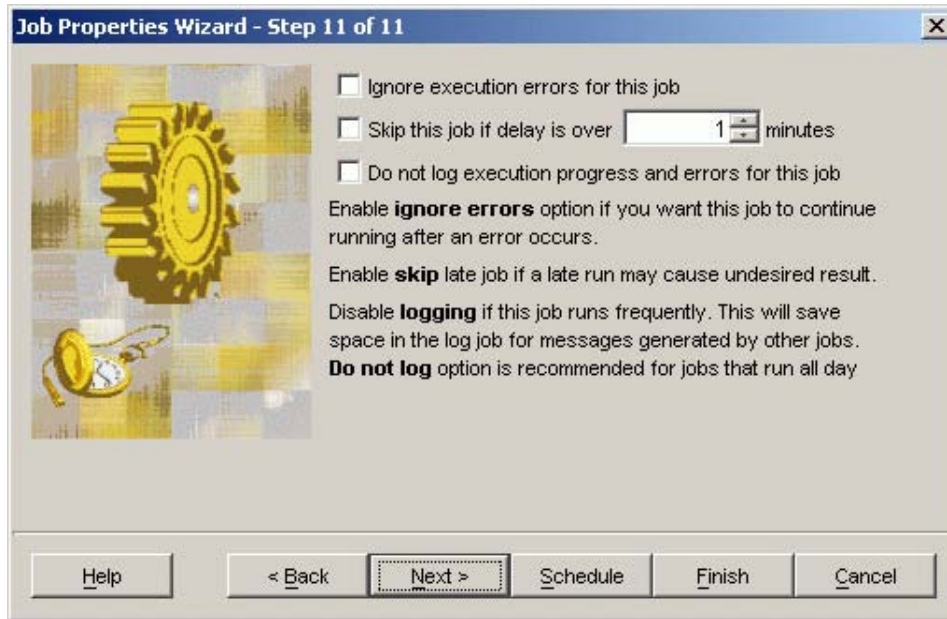 Job Properties Wizard - Step 11 of 11
Ignore execution errors for this job
Skip this job if delay is over 1 minutes
Do not log execution progress and errors for this job
Enable ignore errors option if you want this job to continue
running after an error occurs.
Enable skip late job if a late run may cause undesired result.
Disable logging if this job runs frequently. This will save
space in the log job for messages generated by other jobs.
Do not log option is recommended for jobs that run all day
Help < Back Next > Schedule Finish Cancel